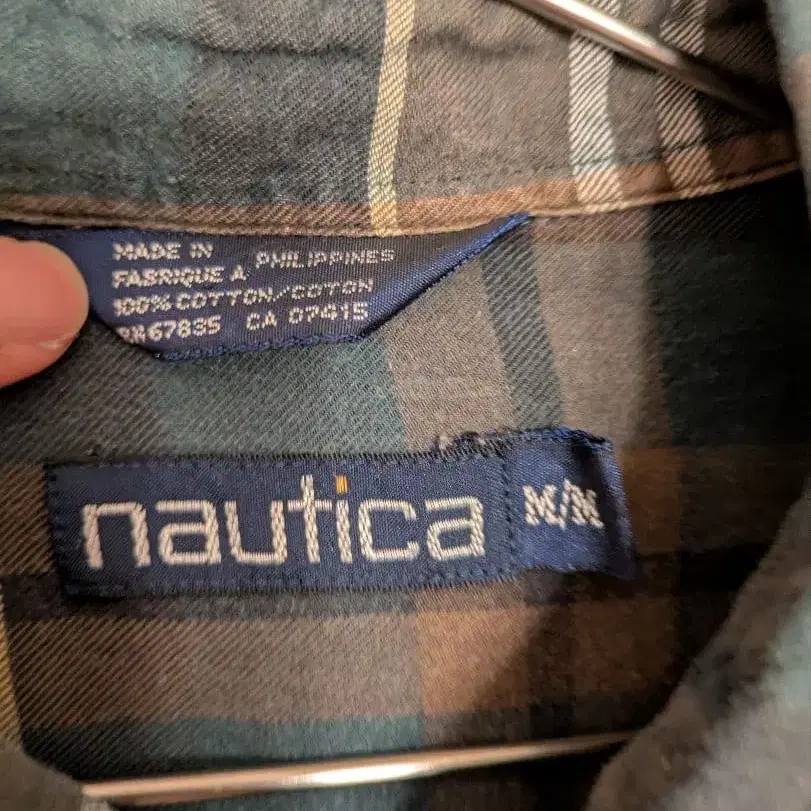 MADE IN PHILIPPINES
FABRIQUE A
100% COTTON/COTON
RN67835 CA 07415
nautica
M/M